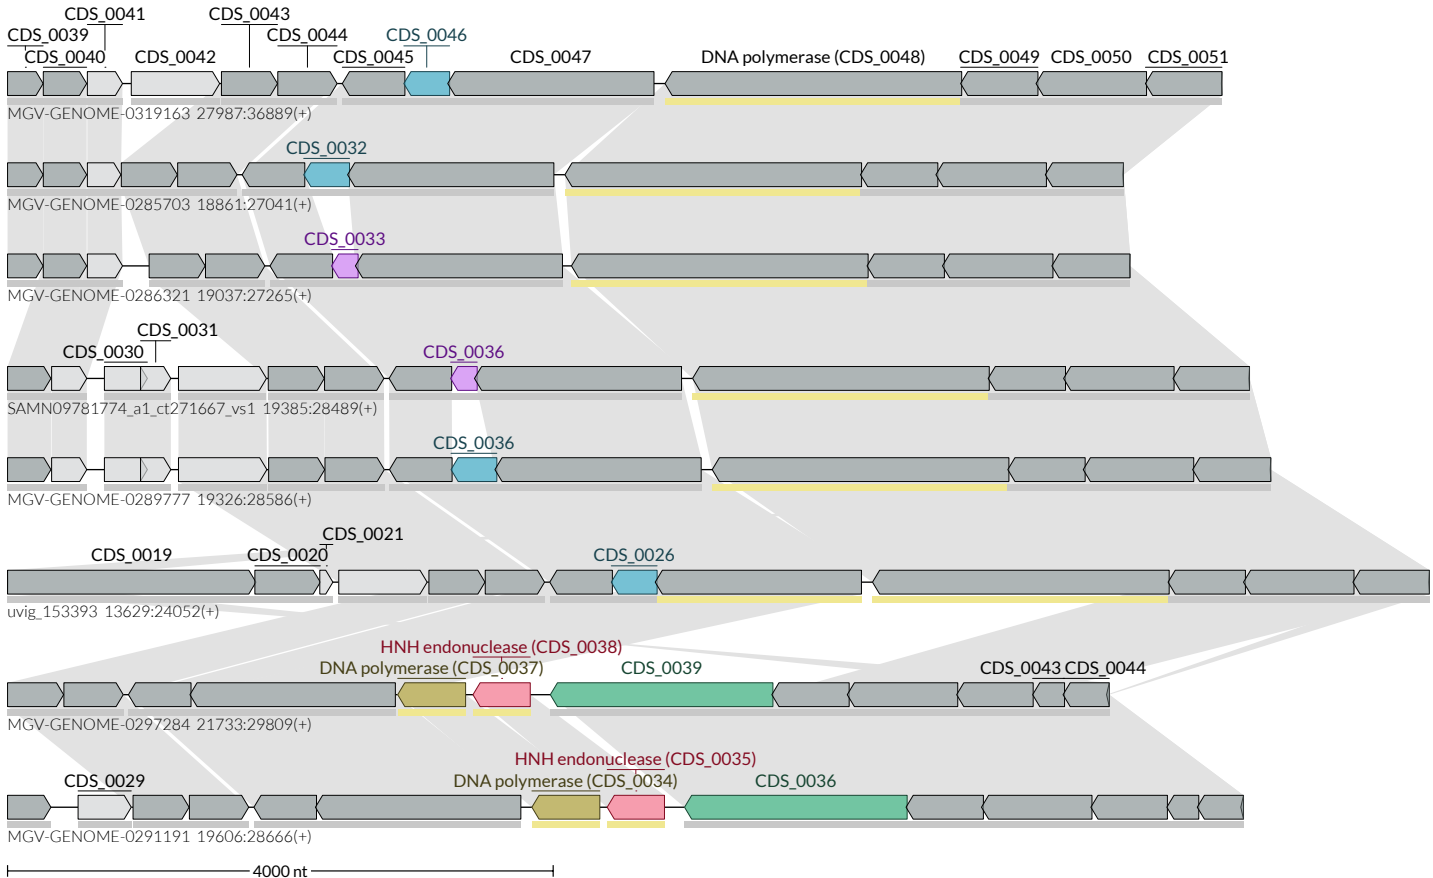 CDS_0041 CDS_0043
CDS_0039 CDS_0044 CDS_0046
CDS_0040 CDS_0042 CDS_0045 CDS_0047 DNA polymerase (CDS_0048) CDS_0049 CDS_0050 CDS_0051
MGV-GENOME-0319163 27987:36889(+)
CDS_0032
MGV-GENOME-0285703 18861:27041(+)
CDS_0033
MGV-GENOME-0286321 19037:27265(+)
CDS_0031
CDS_0030 CDS_0036
SAMN09781774_a1_ct271667_vs1 19385:28489(+)
CDS_0036
MGV-GENOME-0289777 19326:28586(+)
CDS_0021
CDS_0019 CDS_0020 CDS_0026
uvig_153393 13629:24052(+)
HNH endonuclease (CDS_0038)
DNA polymerase (CDS_0037) CDS_0039 CDS_0043 CDS_0044
MGV-GENOME-0297284 21733:29809(+)
HNH endonuclease (CDS_0035)
CDS_0029 DNA polymerase (CDS_0034) CDS_0036
MGV-GENOME-0291191 19606:28666(+)
4000 nt